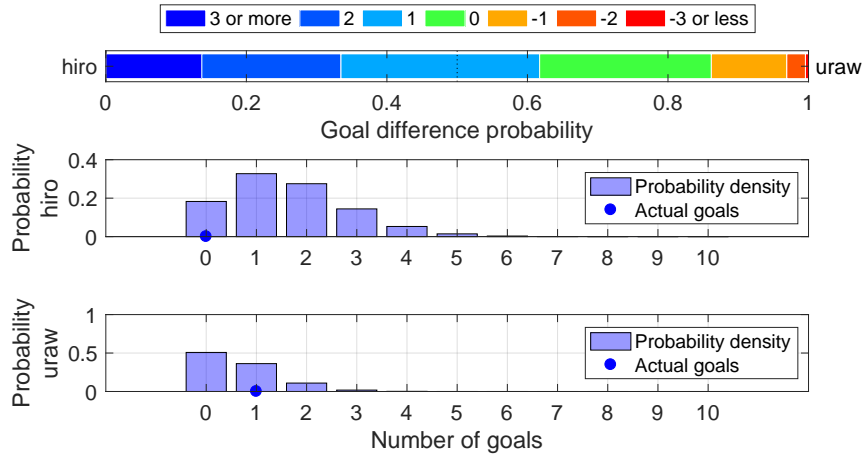 3 or more 2 1 0 -1 -2 -3 or less
hiro uraw
0 0.2 0.4 0.6 0.8 1
Goal difference probability
Probability
hiro
0.4
0.2
0
Probability density
Actual goals
0 1 2 3 4 5 6 7 8 9 10
Probability
uraw
1
0.5
0
Probability density
Actual goals
0 1 2 3 4 5 6 7 8 9 10
Number of goals